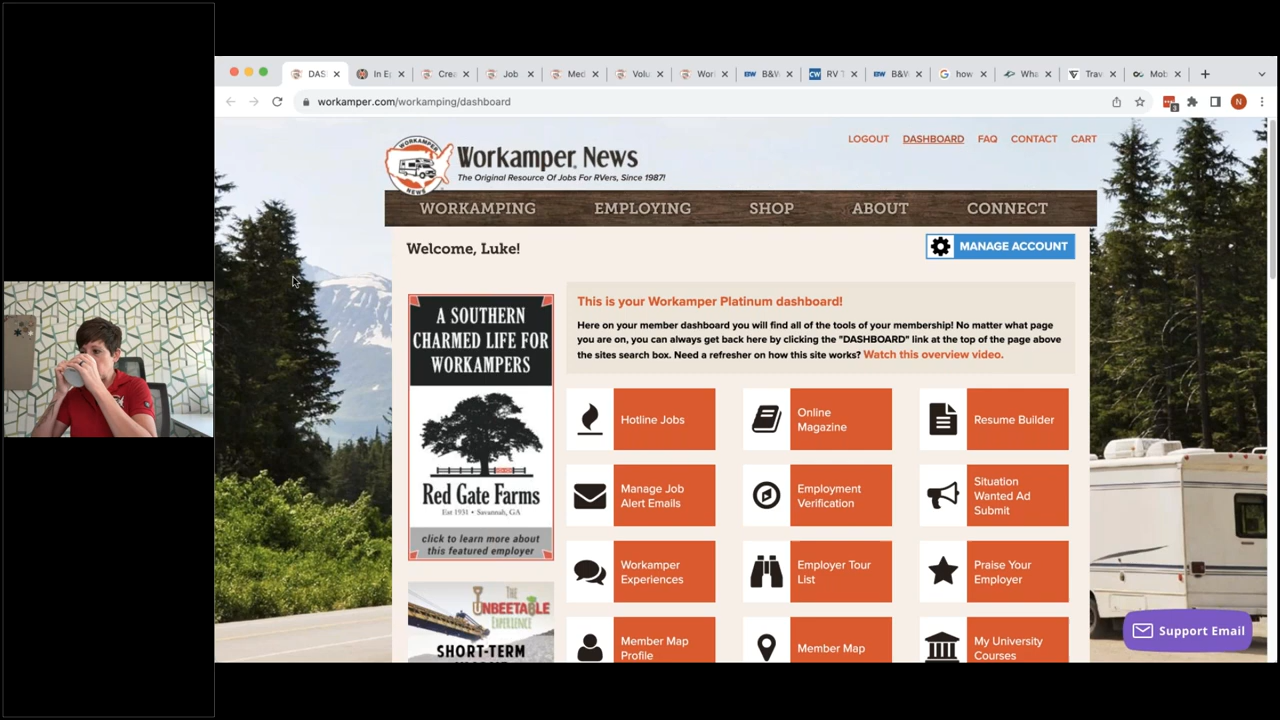 DAS
In E
Crea
Job
Med
Volu
Worl
B&W
RV T
B&W
how
Wha
Trav
Mob
workamper.com/workamping/dashboard
3
N
LOGOUT DASHBOARD FAQ CONTACT CART
WORKAMPER
NEWS
Workamper News
The Original Resource Of Jobs For RVers, Since 1987!
WORKAMPING EMPLOYING SHOP ABOUT CONNECT
Welcome, Luke!
MANAGE ACCOUNT
A SOUTHERN
CHARMED LIFE FOR
WORKAMPERS
Red Gate Farms
Est 1931 • Savannah, GA
click to learn more about
this featured employer
THE
UNBEETABLE
EXPERIENCE
SHORT-TERM
This is your Workamper Platinum dashboard!
Here on your member dashboard you will find all of the tools of your membership! No matter what page
you are on, you can always get back here by clicking the "DASHBOARD" link at the top of the page above
the sites search box. Need a refresher on how this site works? Watch this overview video.
Hotline Jobs
Online
Magazine
Resume Builder
Manage Job
Alert Emails
Employment
Verification
Situation
Wanted Ad
Submit
Workamper
Experiences
Employer Tour
List
Praise Your
Employer
Member Map
Profile
Member Map
My University
Courses
Support Email